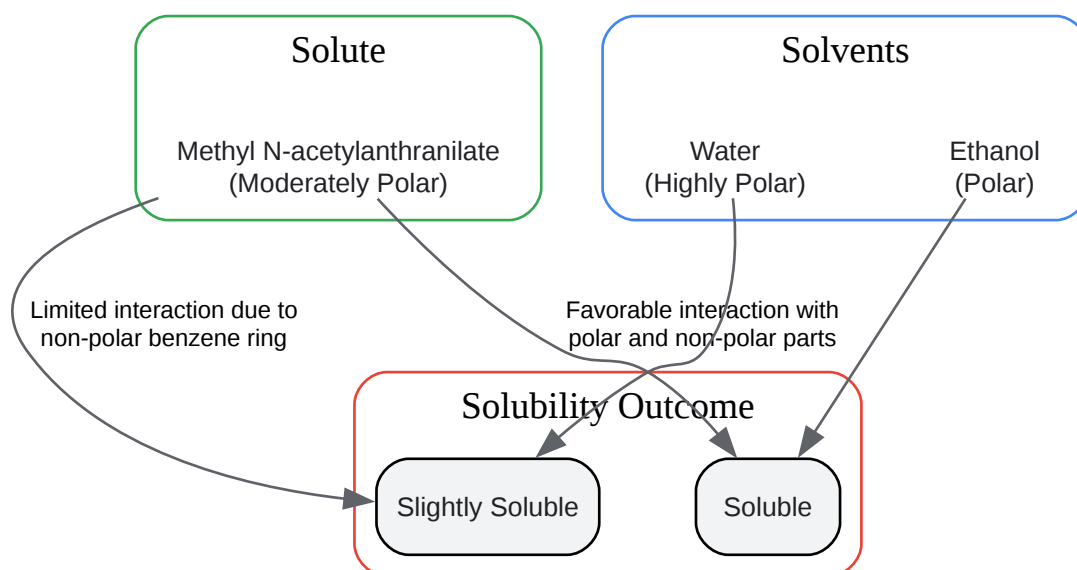 Solute
Solvents
Methyl N-acetylanthranilate
(Moderately Polar)
Water
(Highly Polar)
Ethanol
(Polar)
Limited interaction due to
non-polar benzene ring
Favorable interaction with
polar and non-polar parts
Solubility Outcome
Slightly Soluble
Soluble